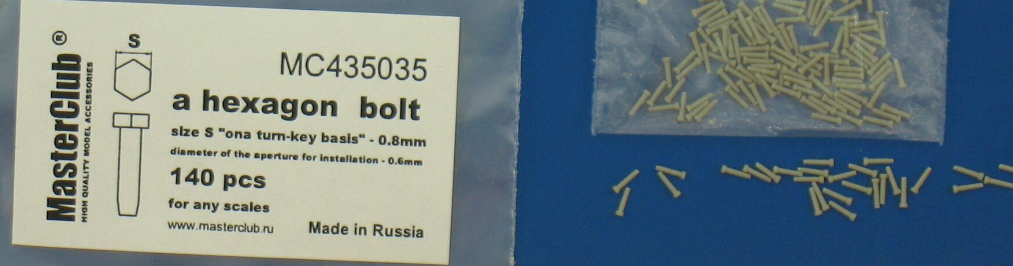 MasterClub ®
HIGH QUALITY MODEL ACCESSORIES
S
MC435035
a hexagon bolt
size S "ona turn-key basis" - 0.8mm
diameter of the aperture for installation - 0.6mm
140 pcs
for any scales
www.masterclub.ru
Made in Russia